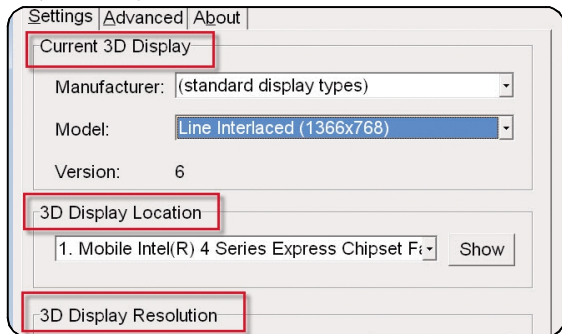 Settings Advanced About
Current 3D Display
Manufacturer: (standard display types)
Model: Line Interlaced (1366x768)
Version: 6
3D Display Location
1. Mobile Intel(R) 4 Series Express Chipset Fa Show
3D Display Resolution